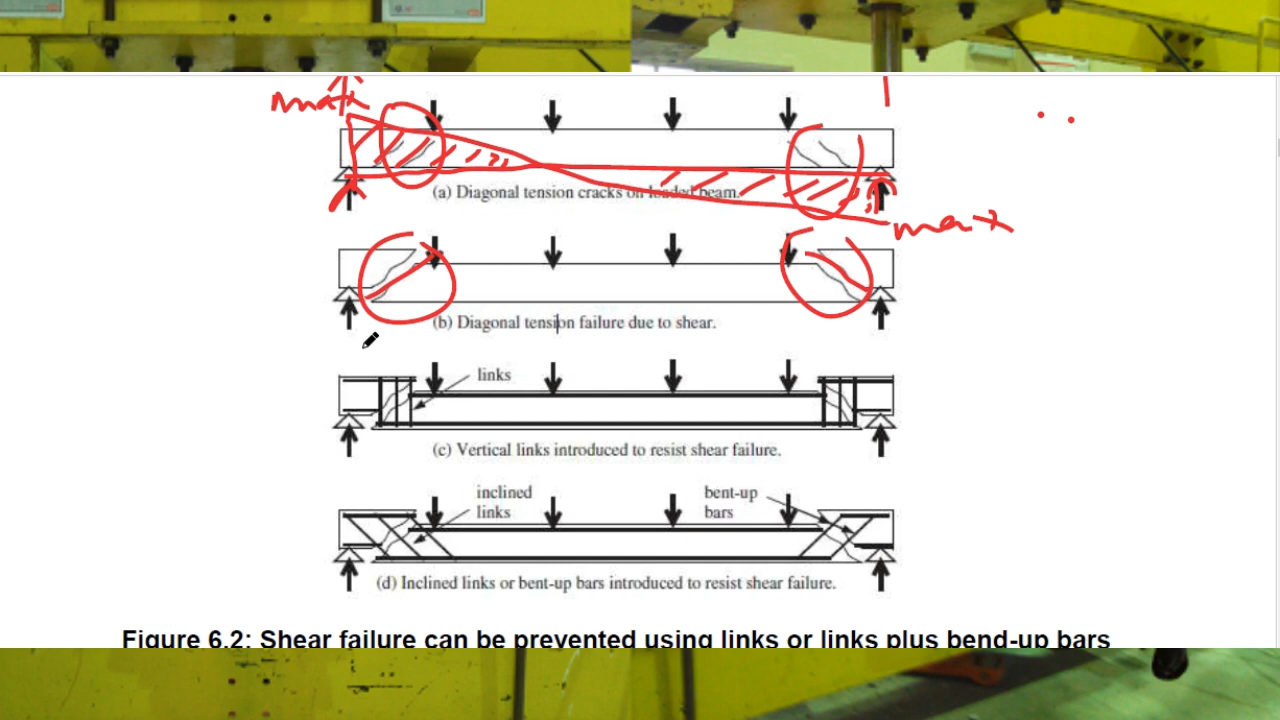 max
(a) Diagonal tension cracks on loaded beam.
max
(b) Diagonal tension failure due to shear.
links
(c) Vertical links introduced to resist shear failure.
inclined
links
bent-up
bars
(d) Inclined links or bent-up bars introduced to resist shear failure.
Figure 6.2: Shear failure can be prevented using links or links plus bend-up bars